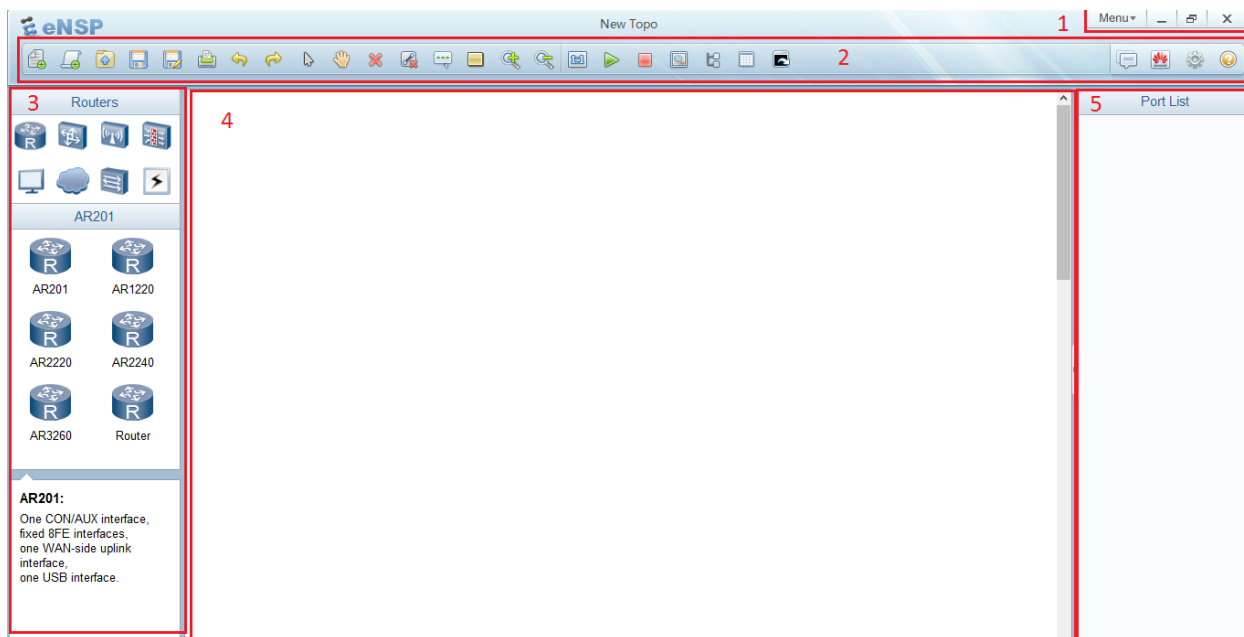 eNSP
New Topo
1
Menu
2
3
Routers
4
5
Port List
R
AR201
R
R
AR201
AR1220
R
R
AR2220
AR2240
R
R
AR3260
Router
AR201:
One CON/AUX interface,
fixed 8FE interfaces,
one WAN-side uplink
interface,
one USB interface.